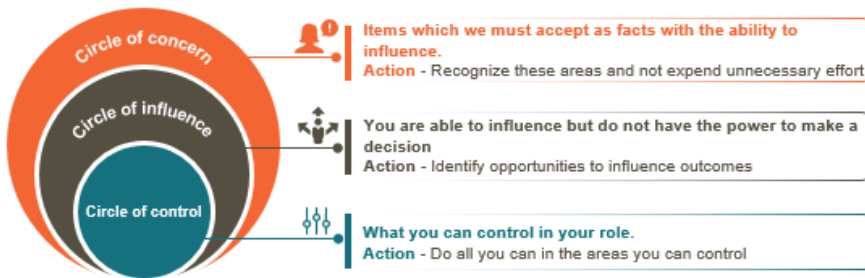 Circle of concern
Items which we must accept as facts with the ability to
influence.
Action - Recognize these areas and not expend unnecessary effort
Circle of influence
You are able to influence but do not have the power to make a
decision
Action - Identify opportunities to influence outcomes
Circle of control
What you can control in your role.
Action - Do all you can in the areas you can control